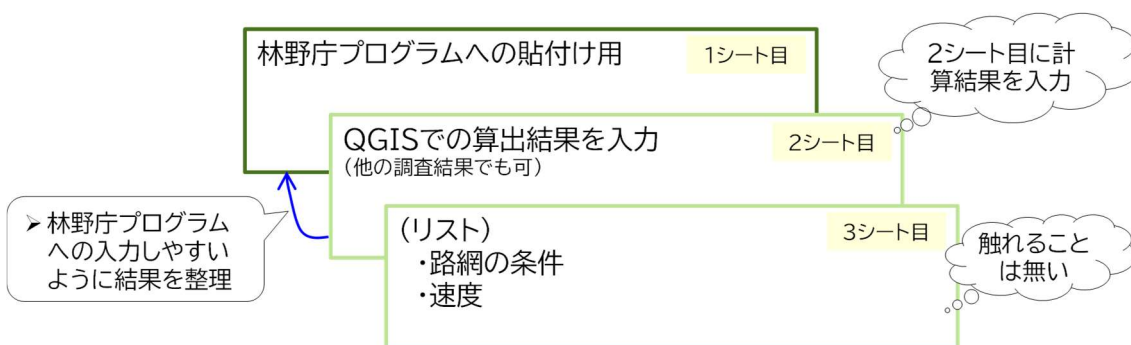 林野庁プログラムへの貼付け用
1シート目
2シート目に計
算結果を入力
QGISでの算出結果を入力
(他の調査結果でも可)
2シート目
➤ 林野庁プログラム
への入力しやすい
ように結果を整理
(リスト)
・路網の条件
・速度
3シート目
触れること
は無い